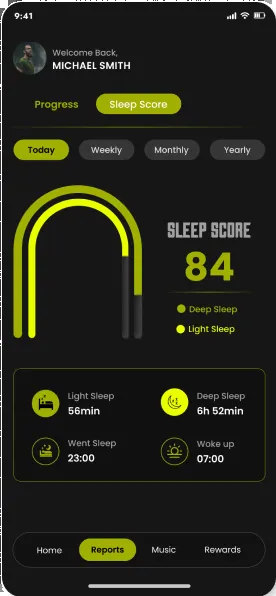 9:41
Welcome Back,
MICHAEL SMITH
Progress Sleep Score
Today Weekly Monthly Yearly
SLEEP SCORE
84
Deep Sleep
Light Sleep
Light Sleep Deep Sleep
56min 6h 52min
Went Sleep Woke up
23:00 07:00
Home Reports Music Rewards